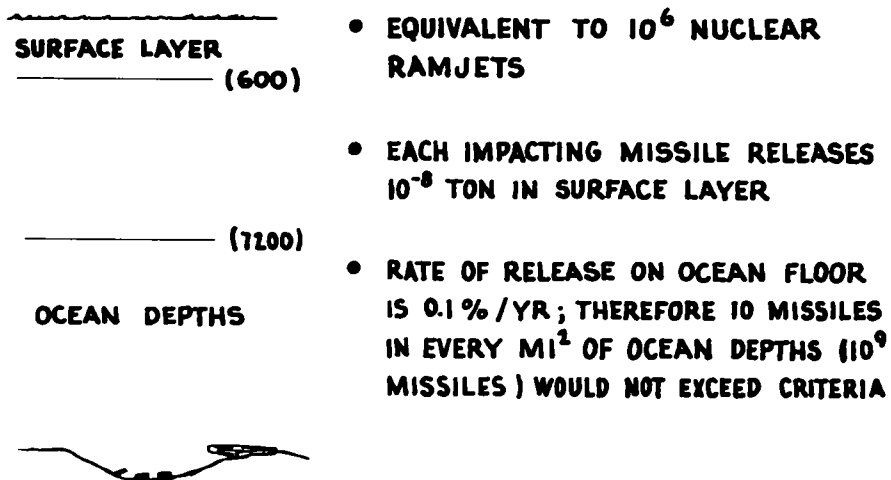 SURFACE LAYER
(600)
(7200)
OCEAN DEPTHS
• EQUIVALENT TO 10⁶ NUCLEAR
RAMJETS
• EACH IMPACTING MISSILE RELEASES
10⁻⁸ TON IN SURFACE LAYER
• RATE OF RELEASE ON OCEAN FLOOR
IS 0.1%/YR; THEREFORE 10 MISSILES
IN EVERY MI² OF OCEAN DEPTHS (10⁹
MISSILES) WOULD NOT EXCEED CRITERIA